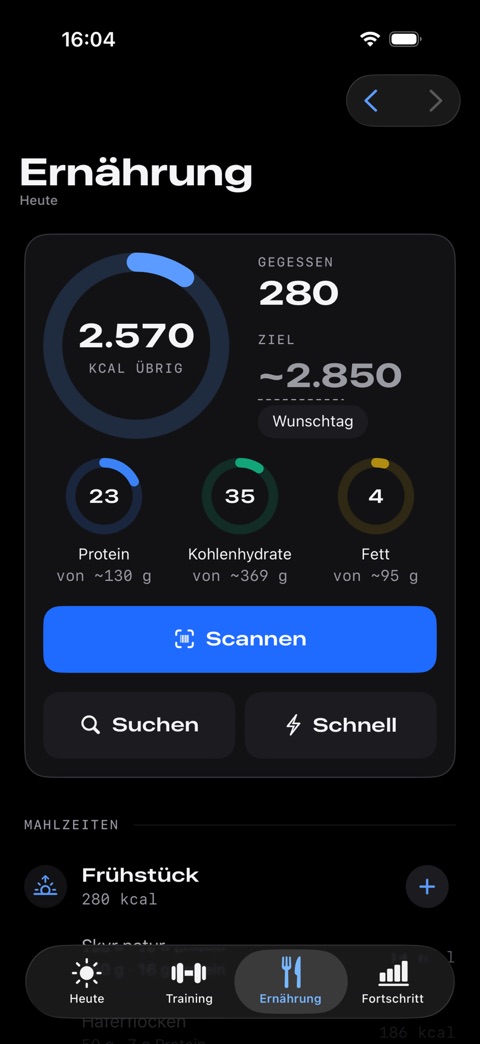 16:04
Ernährung
Heute
2.570
KCAL ÜBRIG
GEGESSEN
280
ZIEL
~2.850
Wunschtag
23
35
4
Protein
Kohlenhydrate
Fett
von ~130 g
von ~369 g
von ~95 g
Scannen
Suchen
Schnell
MAHLZEITEN
Frühstück
280 kcal
Skyr natur
Heute
Training
Ernährung
Fortschritt
Haferflocken
186 kcal